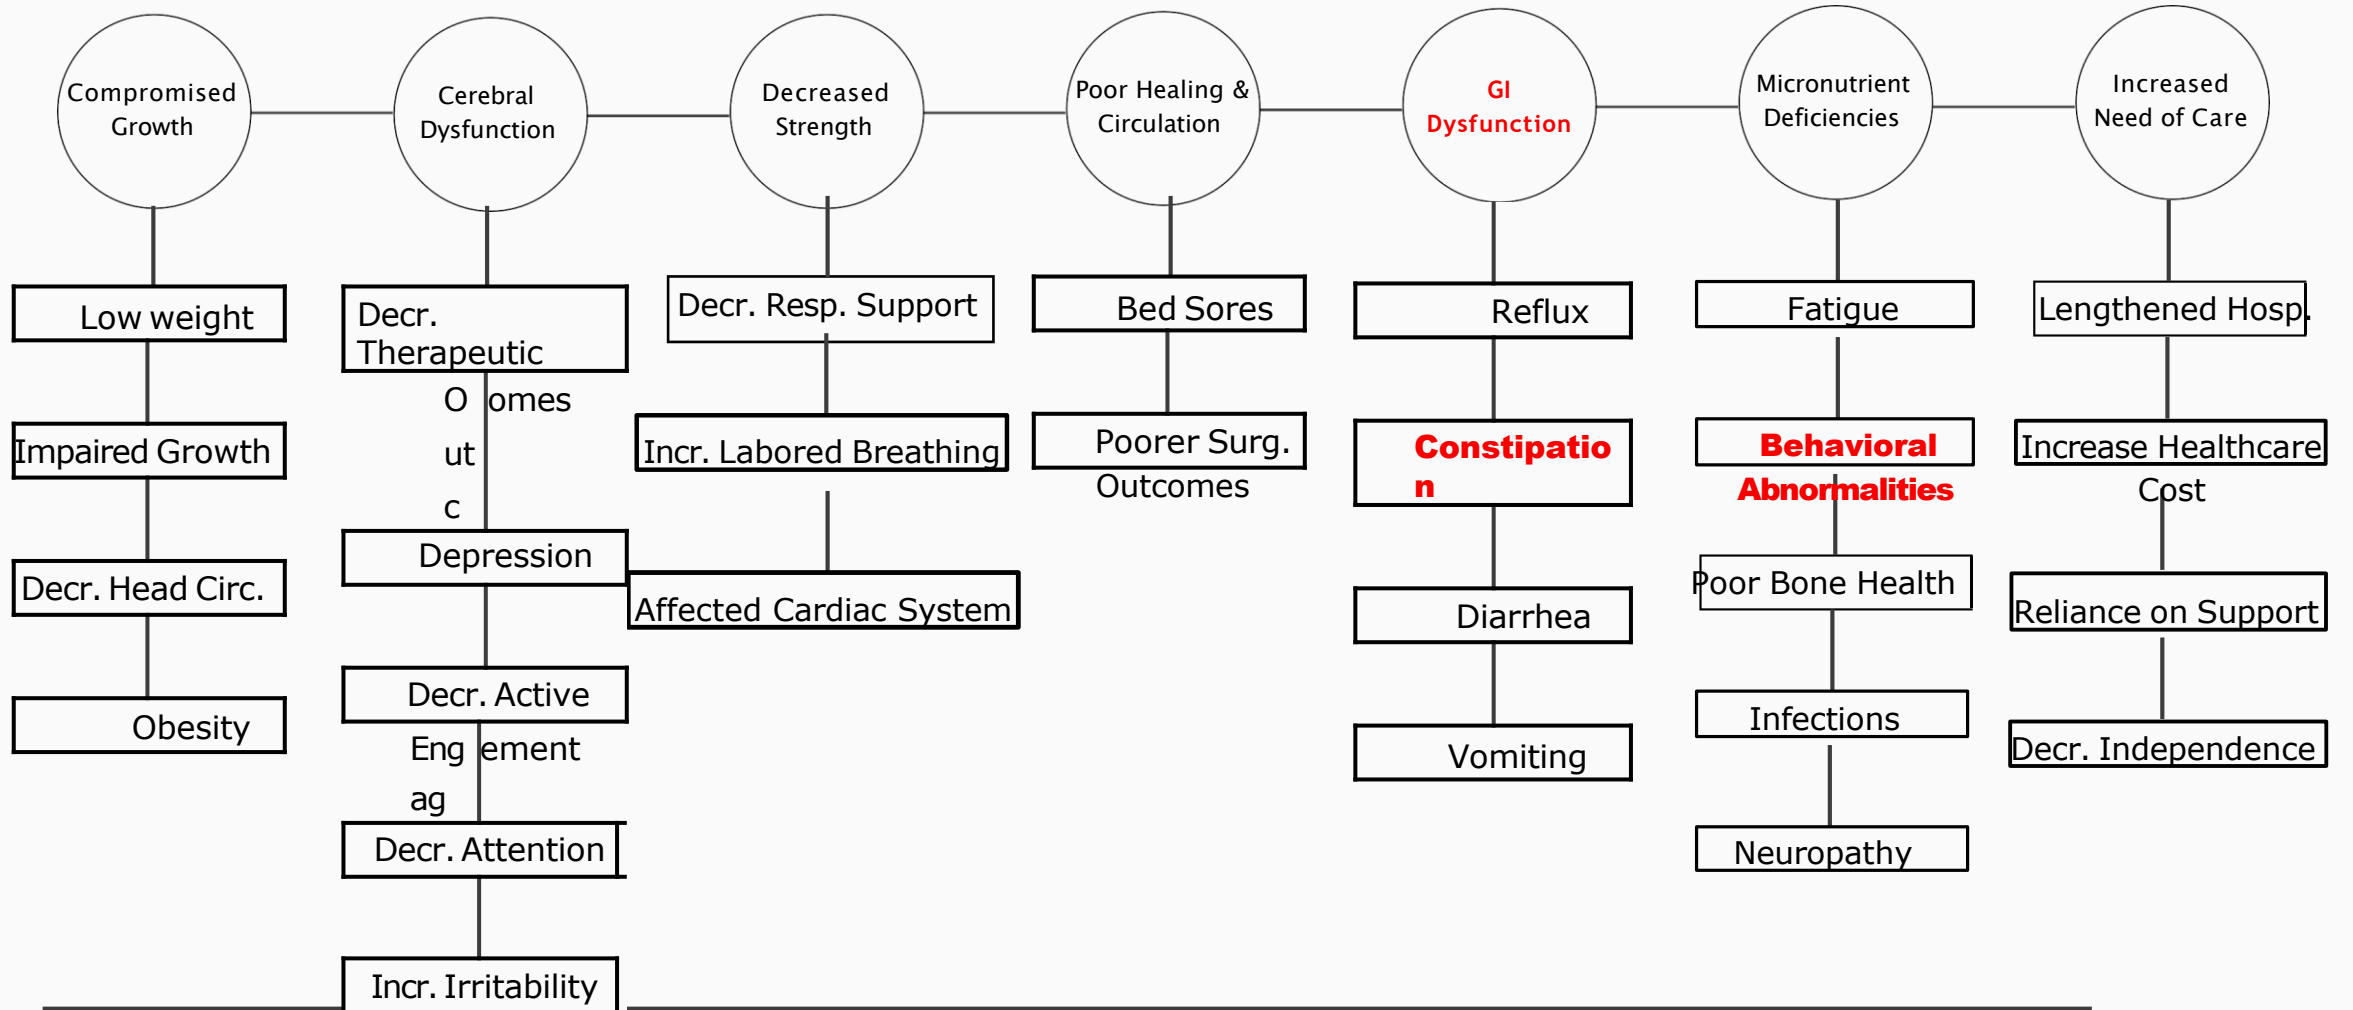 Compromised
Growth
Cerebral
Dysfunction
Decreased
Strength
Poor Healing &
Circulation
GI
Dysfunction
Micronutrient
Deficiencies
Increased
Need of Care
Low weight
Impaired Growth
Decr. Head Circ.
Obesity
Decr.
Therapeutic
O omes
ut
c
Depression
Decr. Active
Eng ement
ag
Decr. Attention
Incr. Irritability
Decr. Resp. Support
Incr. Labored Breathing
Affected Cardiac System
Bed Sores
Poorer Surg.
Outcomes
Reflux
Constipatio
n
Diarrhea
Vomiting
Fatigue
Behavioral
Abnormalities
Poor Bone Health
Infections
Neuropathy
Lengthened Hosp.
Increase Healthcare
Cost
Reliance on Support
Decr. Independence